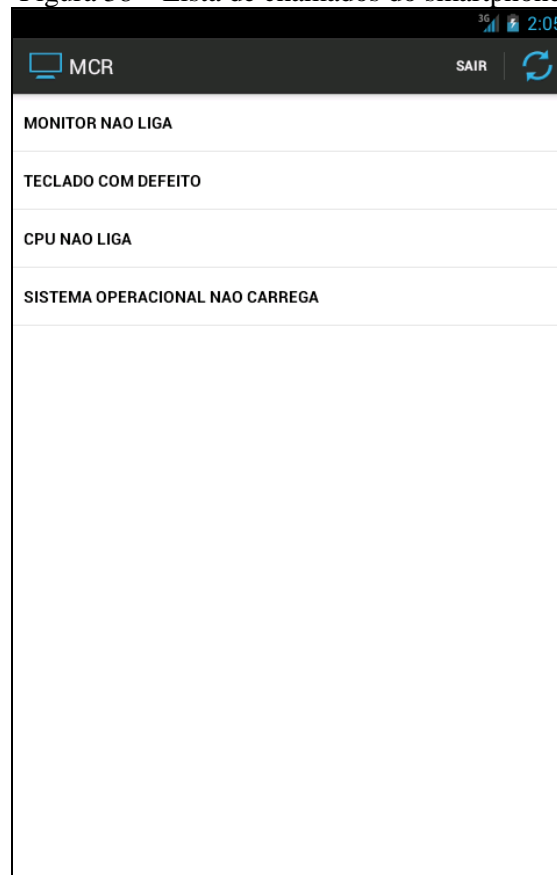 Figura – Lista de chamados do smartphone
3G 2:05
MCR SAIR
MONITOR NAO LIGA
TECLADO COM DEFEITO
CPU NAO LIGA
SISTEMA OPERACIONAL NAO CARREGA